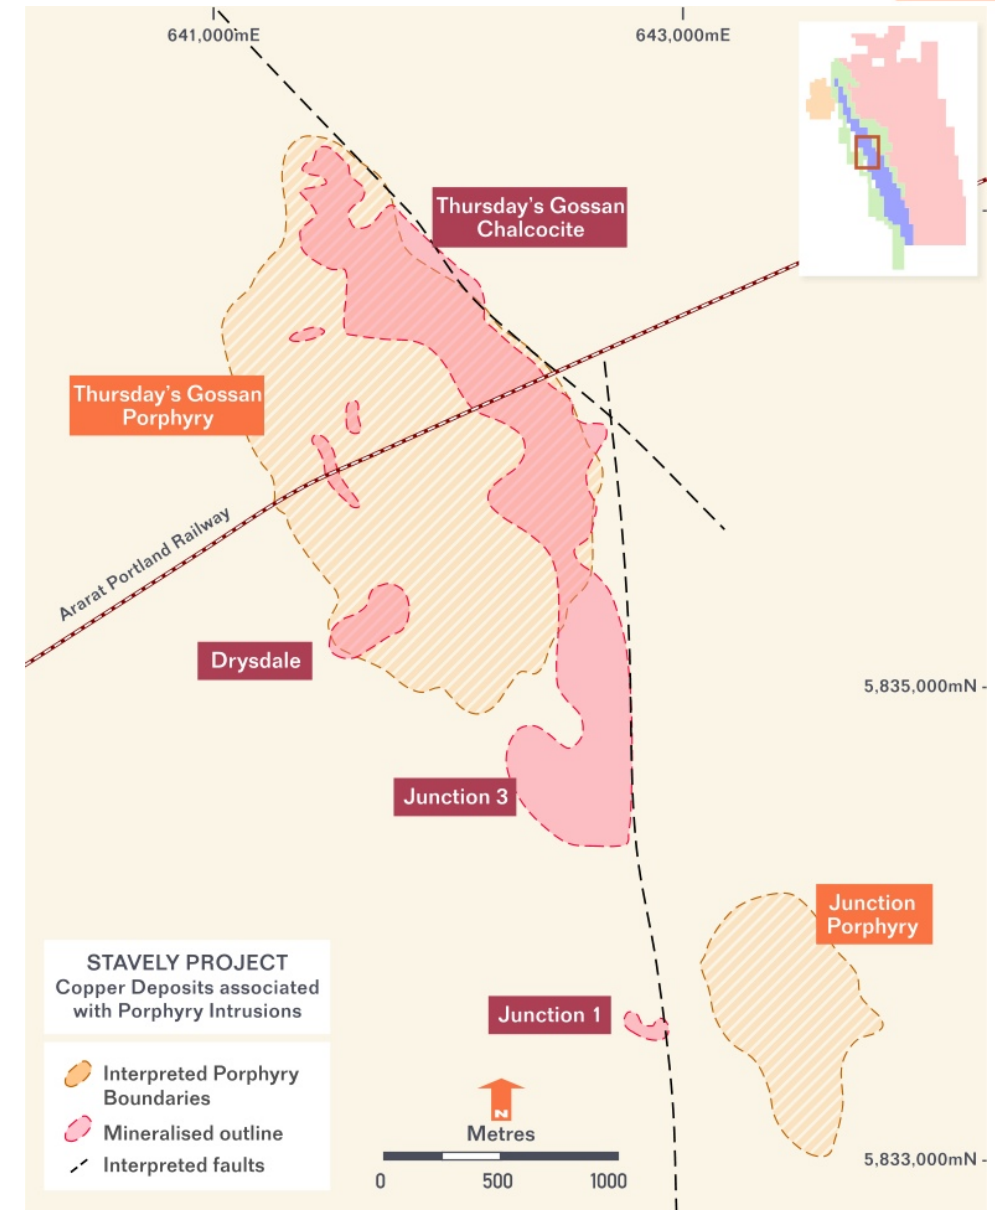 641,000mE
643,000mE
Thursday's Gossan
Chalcocite
Thursday's Gossan
Porphyry
Ararat Portland Railway
Drysdale
5,835,000mN
Junction 3
Junction
Porphyry
STAVELY PROJECT
Copper Deposits associated
with Porphyry Intrusions
Junction 1
Interpreted Porphyry
Boundaries
Mineralised outline
Interpreted faults
N
Metres
0 500 1000
5,833,000mN